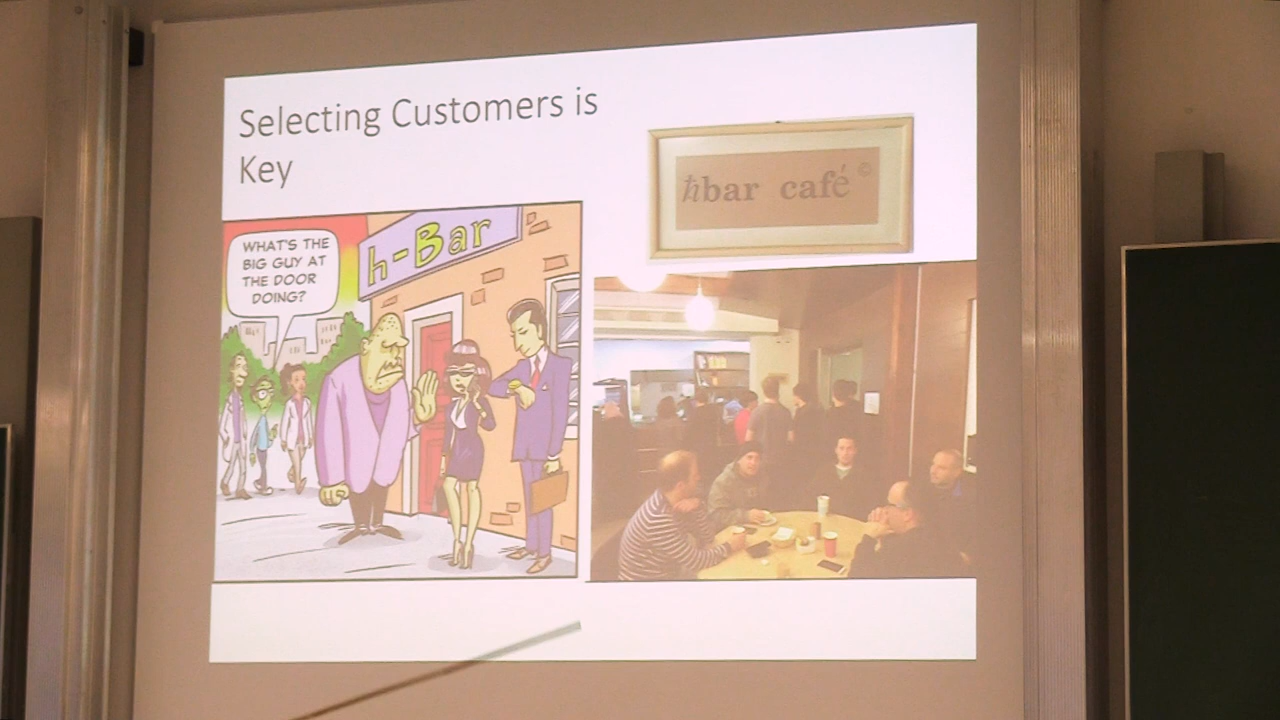 Selecting Customers is
Key
ħbar café ©
h-Bar
WHAT'S THE
BIG GUY AT
THE DOOR
DOING?